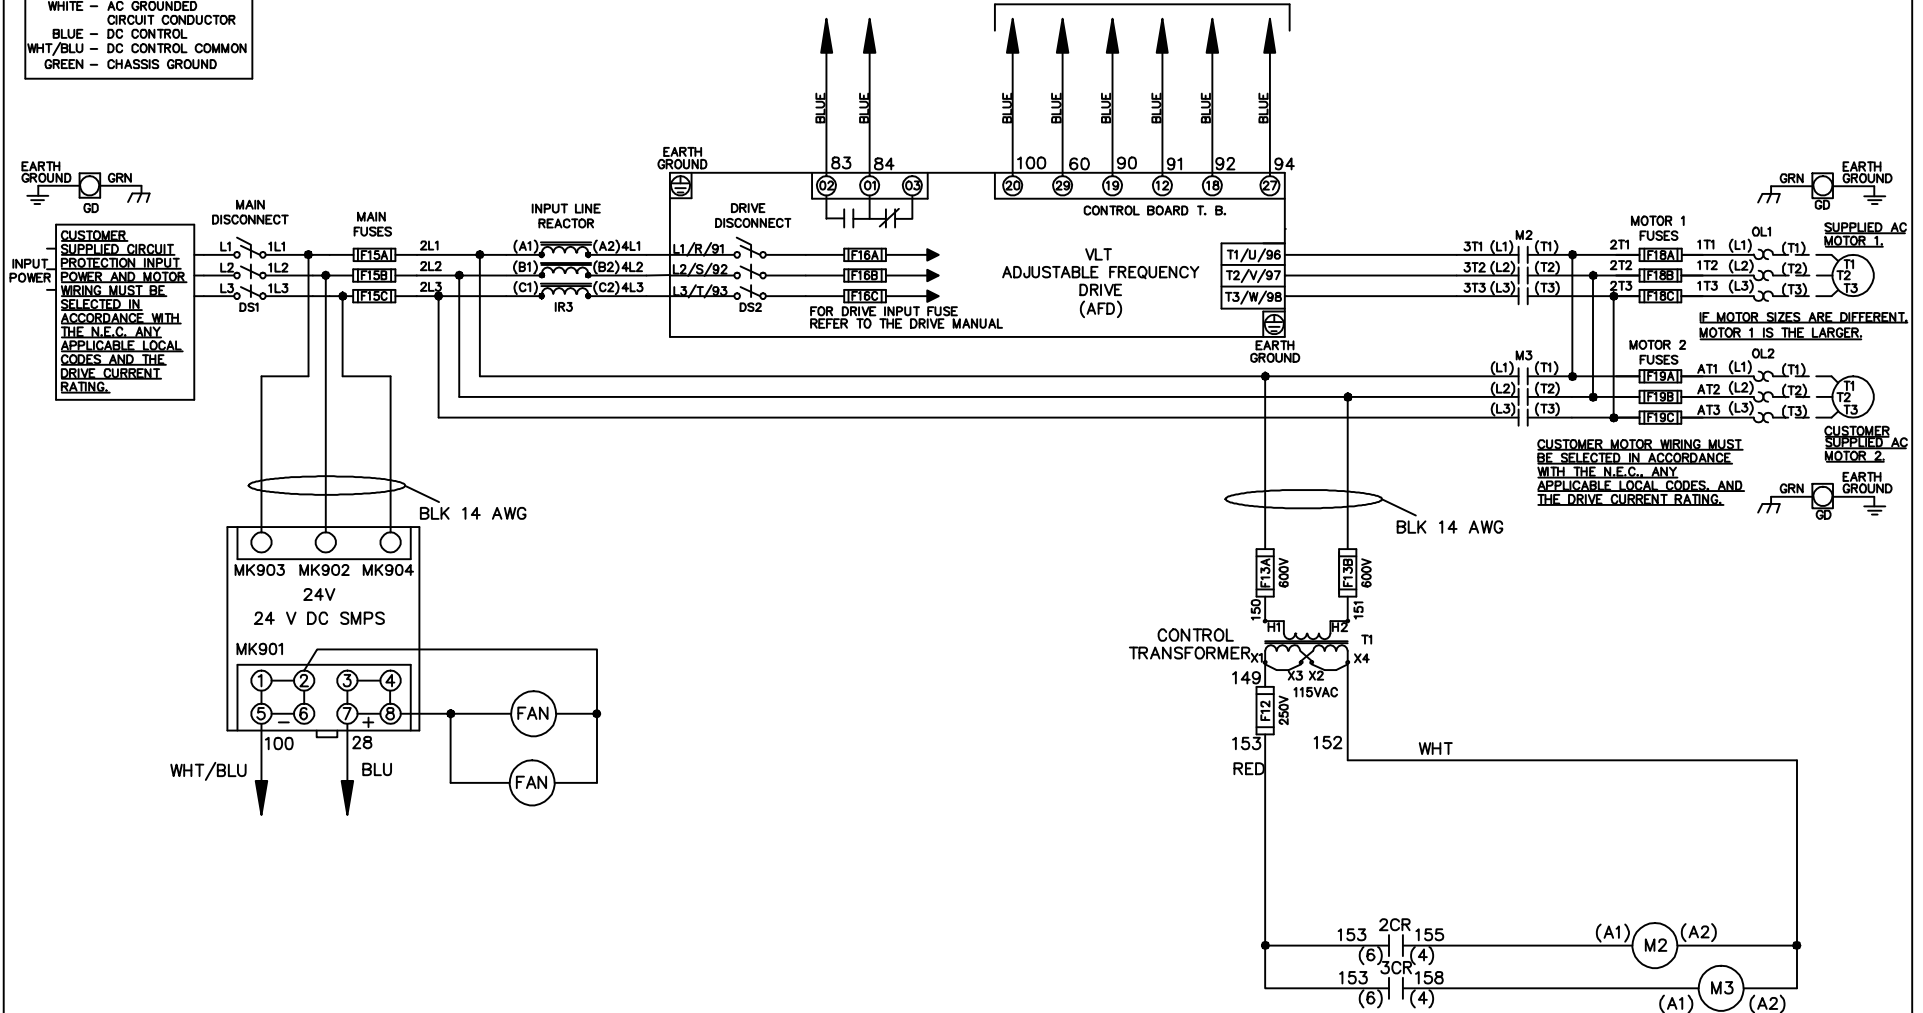 WHITE – AC GROUNDED
CIRCUIT CONDUCTOR
BLUE – DC CONTROL
WHT/BLU – DC CONTROL COMMON
GREEN – CHASSIS GROUND
BLUE BLUE BLUE BLUE BLUE BLUE BLUE BLUE
83 84 100 60 90 91 92 94
EARTH
GROUND
02 01 03 20 29 19 12 18 27
CONTROL BOARD T. B.
EARTH
GROUND
GRN
GD
INPUT
POWER
CUSTOMER
SUPPLIED CIRCUIT
PROTECTION INPUT
POWER AND MOTOR
WIRING MUST BE
SELECTED IN
ACCORDANCE WITH
THE N.E.C. ANY
APPLICABLE LOCAL
CODES AND THE
DRIVE CURRENT
RATING.
MAIN
DISCONNECT
L1 1L1
L2 1L2
L3 1L3
DS1
MAIN
FUSES
F15A
F15B
F15C
2L1
2L2
2L3
INPUT LINE
REACTOR
(A1) (A2) 4L1
(B1) (B2) 4L2
(C1) (C2) 4L3
IR3
L1/R/91
L2/S/92
L3/T/93
DRIVE
DISCONNECT
DS2
F16A
F16B
F16C
FOR DRIVE INPUT FUSE
REFER TO THE DRIVE MANUAL
VLT
ADJUSTABLE FREQUENCY
DRIVE
(AFD)
T1/U/96
T2/V/97
T3/W/98
EARTH
GROUND
M2
3T1 (L1) (T1)
3T2 (L2) (T2)
3T3 (L3) (T3)
MOTOR 1
FUSES
2T1 F18A 1T1 (L1) (T1)
2T2 F18B 1T2 (L2) (T2)
2T3 F18C 1T3 (L3) (T3)
OL1
GRN
GD
EARTH
GROUND
SUPPLIED AC
MOTOR 1.
T1
T2
T3
IF MOTOR SIZES ARE DIFFERENT,
MOTOR 1 IS THE LARGER.
M3
(L1) (T1)
(L2) (T2)
(L3) (T3)
MOTOR 2
FUSES
F19A AT1 (L1) (T1)
F19B AT2 (L2) (T2)
F19C AT3 (L3) (T3)
OL2
T1
T2
T3
CUSTOMER
SUPPLIED AC
MOTOR 2.
CUSTOMER MOTOR WIRING MUST
BE SELECTED IN ACCORDANCE
WITH THE N.E.C., ANY
APPLICABLE LOCAL CODES, AND
THE DRIVE CURRENT RATING.
GRN
GD
EARTH
GROUND
BLK 14 AWG
MK903 MK902 MK904
24V
24 V DC SMPS
MK901
1 2 3 4
5 – 6 7 + 8
100 28
WHT/BLU BLU
FAN
FAN
BLK 14 AWG
F13A 600V
F13B 600V
150 151
H1 H2
T1
CONTROL
TRANSFORMER
X1 X4
X3 X2
115VAC
149
F12 250V
153 152
RED
WHT
2CR
153 155
(6) (4)
(A1) M2 (A2)
3CR
153 158
(6) (4)
(A1) M3 (A2)